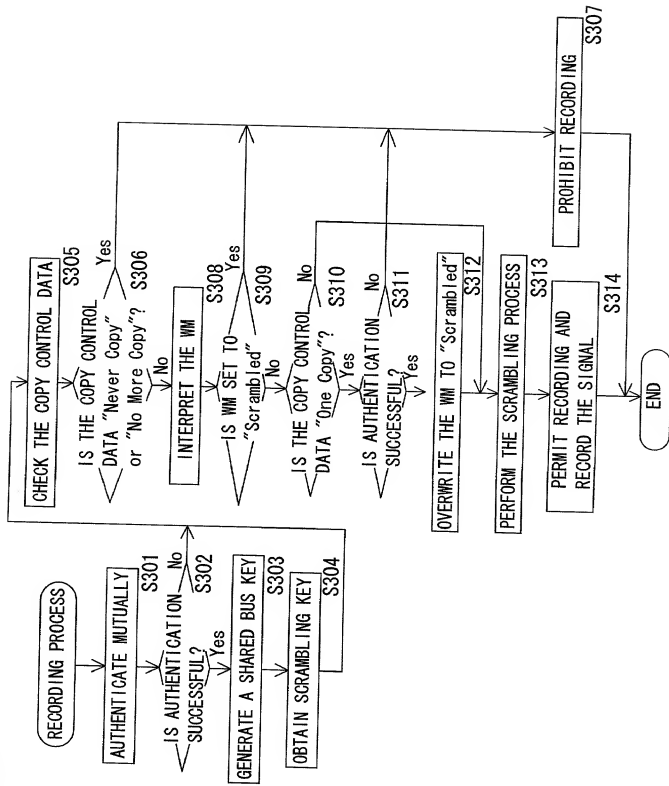 RECORDING PROCESS
AUTHENTICATE MUTUALLY
S301
IS AUTHENTICATION
SUCCESSFUL?
No
S302
Yes
GENERATE A SHARED BUS KEY
S303
OBTAIN SCRAMBLING KEY
S304
CHECK THE COPY CONTROL DATA
S305
IS THE COPY CONTROL
DATA "Never Copy"
or "No More Copy"?
Yes
S306
No
INTERPRET THE WM
S308
IS WM SET TO
"Scrambled"
Yes
S309
No
IS THE COPY CONTROL
DATA "One Copy"?
No
S310
Yes
IS AUTHENTICATION
SUCCESSFUL?
No
S311
Yes
OVERWRITE THE WM TO "Scrambled"
S312
PERFORM THE SCRAMBLING PROCESS
S313
PERMIT RECORDING AND
RECORD THE SIGNAL
S314
PROHIBIT RECORDING
S307
END